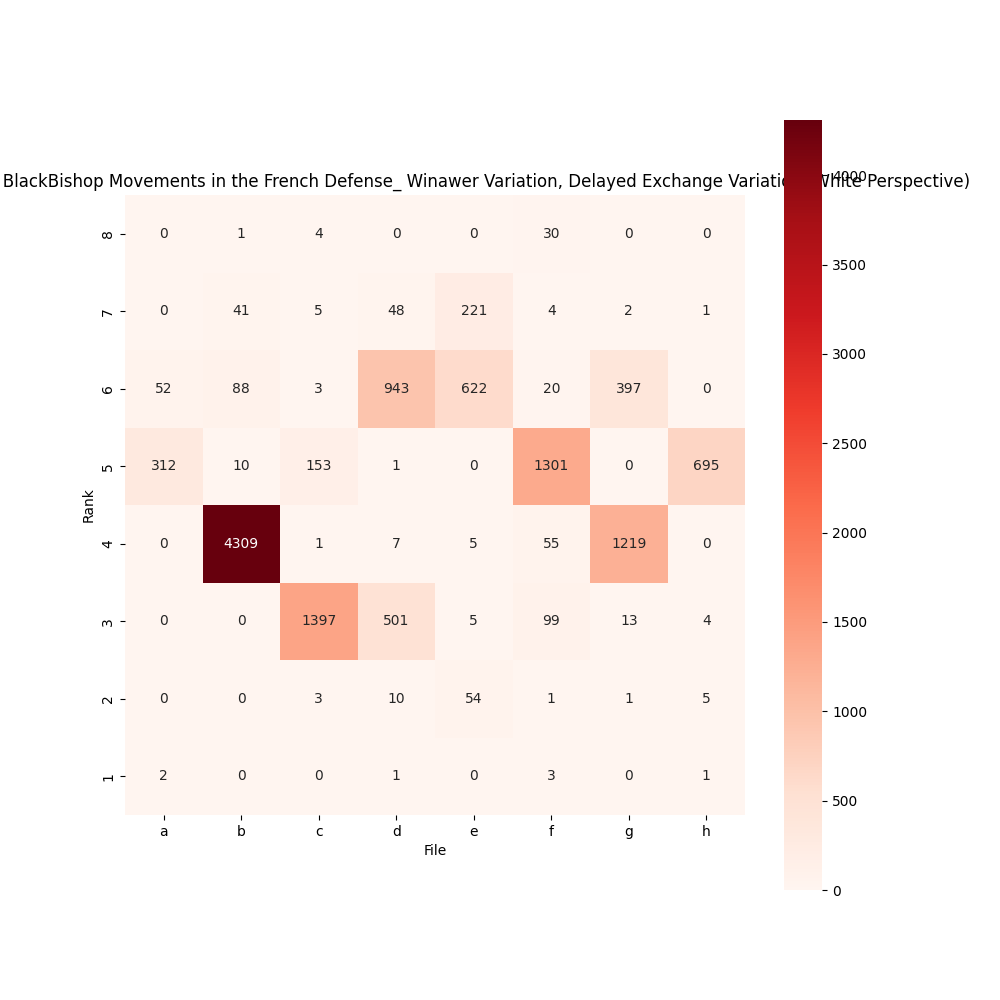 BlackBishop Movements in the French Defense_ Winawer Variation, Delayed Exchange Variation (White Perspective)
8 0 1 4 0 0 30 0 0
7 0 41 5 48 221 4 2 1
6 52 88 3 943 622 20 397 0
5 312 10 153 1 0 1301 0 695
4 0 4309 1 7 5 55 1219 0
3 0 0 1397 501 5 99 13 4
2 0 0 3 10 54 1 1 5
1 2 0 0 1 0 3 0 1
a b c d e f g h
File
Rank
4000
3500
3000
2500
2000
1500
1000
500
0